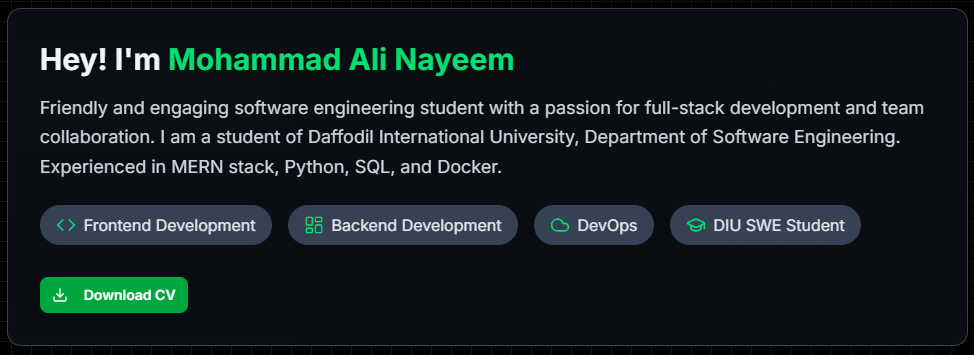 Hey! I'm Mohammad Ali Nayeem
Friendly and engaging software engineering student with a passion for full-stack development and team
collaboration. I am a student of Daffodil International University, Department of Software Engineering.
Experienced in MERN stack, Python, SQL, and Docker.
Frontend Development Backend Development DevOps DIU SWE Student
Download CV